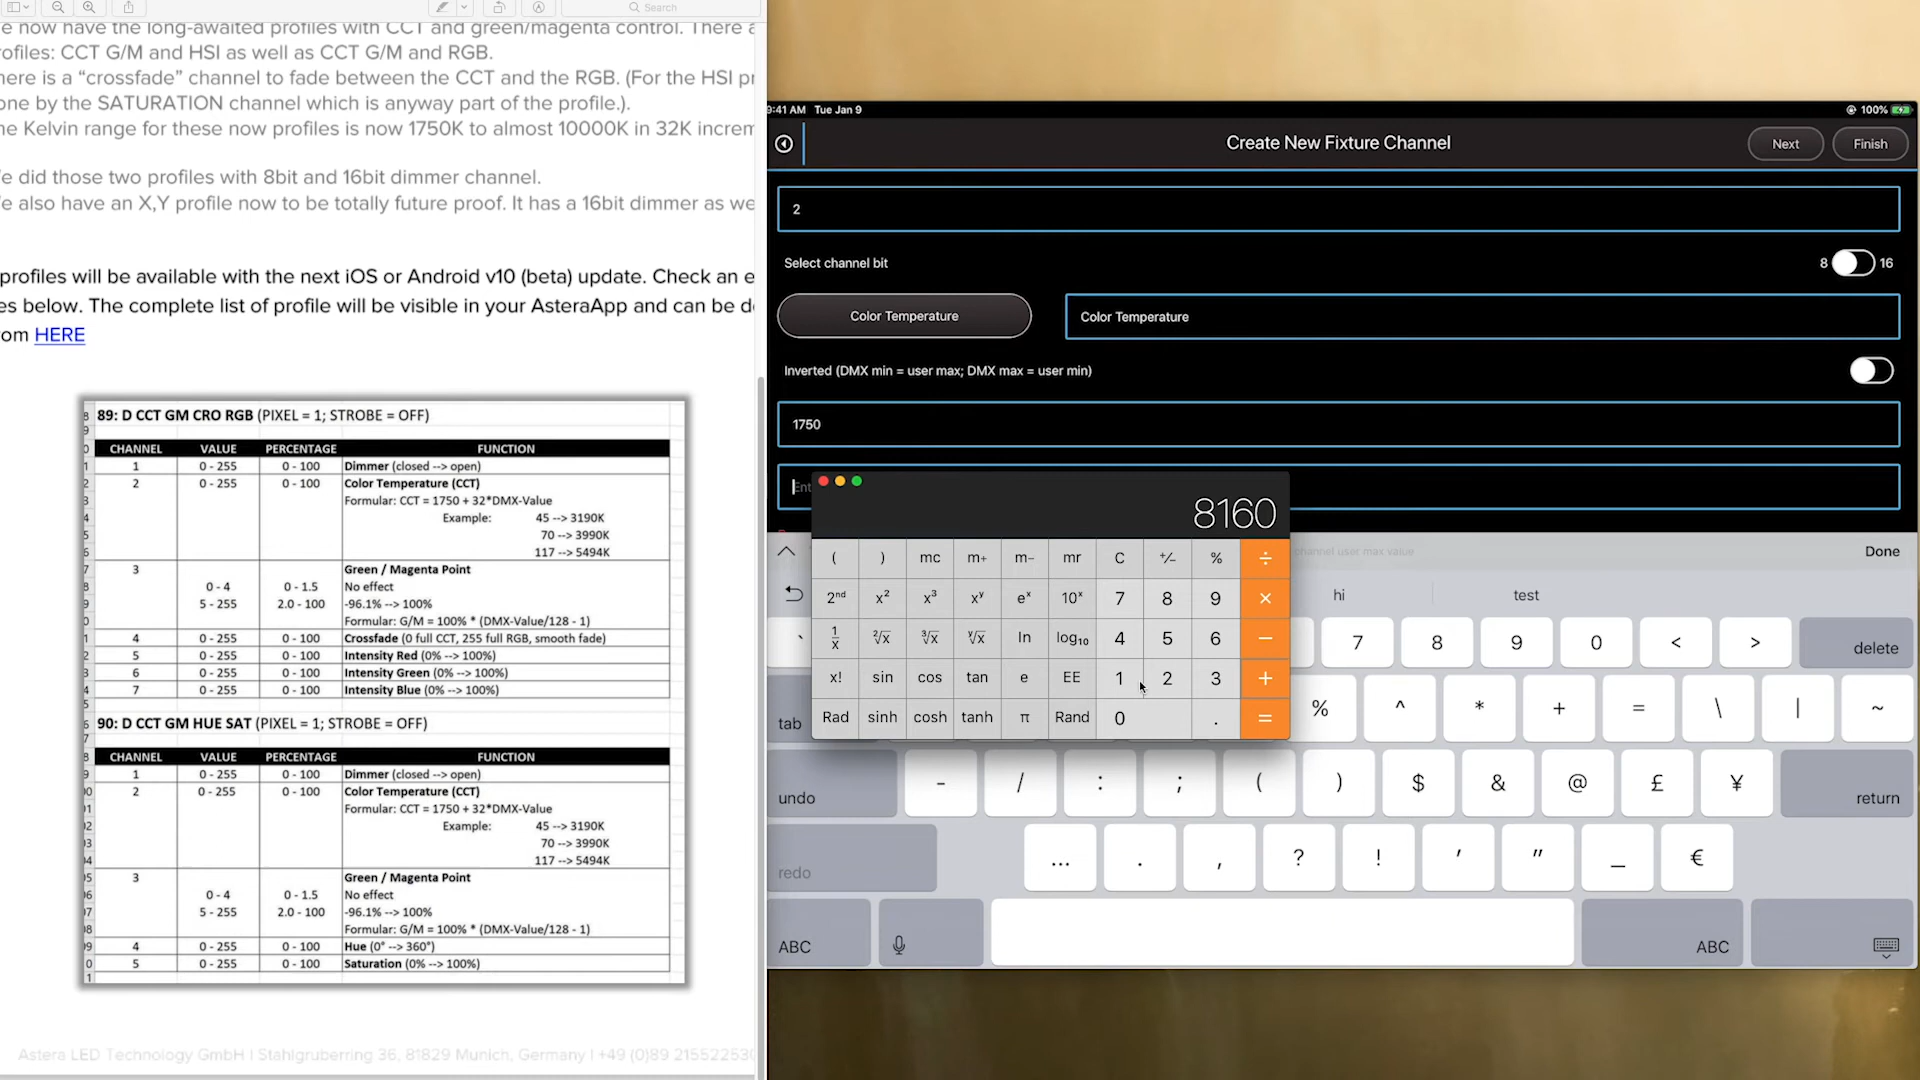 Search
e now have the long-awaited profiles with CCT and green/magenta control. There a
rofiles: CCT G/M and HSI as well as CCT G/M and RGB.
here is a “crossfade” channel to fade between the CCT and the RGB. (For the HSI pr
one by the SATURATION channel which is anyway part of the profile.).
he Kelvin range for these now profiles is now 1750K to almost 10000K in 32K increm
e did those two profiles with 8bit and 16bit dimmer channel.
e also have an X,Y profile now to be totally future proof. It has a 16bit dimmer as we
profiles will be available with the next iOS or Android v10 (beta) update. Check an e
es below. The complete list of profile will be visible in your AsteraApp and can be d
om HERE
89: D CCT GM CRO RGB (PIXEL = 1; STROBE = OFF)
CHANNEL VALUE PERCENTAGE FUNCTION
1 0 - 255 0 - 100 Dimmer (closed --> open)
2 0 - 255 0 - 100 Color Temperature (CCT)
Formular: CCT = 1750 + 32*DMX-Value
Example: 45 --> 3190K
70 --> 3990K
117 --> 5494K
3 Green / Magenta Point
0 - 4 0 - 1.5 No effect
5 - 255 2.0 - 100 -96.1% --> 100%
Formular: G/M = 100% * (DMX-Value/128 - 1)
4 0 - 255 0 - 100 Crossfade (0 full CCT, 255 full RGB, smooth fade)
5 0 - 255 0 - 100 Intensity Red (0% --> 100%)
6 0 - 255 0 - 100 Intensity Green (0% --> 100%)
7 0 - 255 0 - 100 Intensity Blue (0% --> 100%)
90: D CCT GM HUE SAT (PIXEL = 1; STROBE = OFF)
CHANNEL VALUE PERCENTAGE FUNCTION
1 0 - 255 0 - 100 Dimmer (closed --> open)
2 0 - 255 0 - 100 Color Temperature (CCT)
Formular: CCT = 1750 + 32*DMX-Value
Example: 45 --> 3190K
70 --> 3990K
117 --> 5494K
3 Green / Magenta Point
0 - 4 0 - 1.5 No effect
5 - 255 2.0 - 100 -96.1% --> 100%
Formular: G/M = 100% * (DMX-Value/128 - 1)
4 0 - 255 0 - 100 Hue (0° --> 360°)
5 0 - 255 0 - 100 Saturation (0% --> 100%)
Astera LED Technology GmbH I Stahlgruberring 36, 81829 Munich, Germany I +49 (0)89 215522530
9:41 AM Tue Jan 9 100%
Create New Fixture Channel Next Finish
2
Select channel bit 8 16
Color Temperature Color Temperature
Inverted (DMX min = user max; DMX max = user min)
1750
Ent
8160
( ) mc m+ m- mr C +/- % ÷
2nd x² x³ xʸ eˣ 10ˣ 7 8 9 ×
1/x ²√x ³√x ʸ√x ln log₁₀ 4 5 6 −
x! sin cos tan e EE 1 2 3 +
Rad sinh cosh tanh π Rand 0 . =
channel user max value Done
hi test
` 7 8 9 0 < > delete
tab % ^ * + = \ | ~
undo - / : ; ( ) $ & @ £ ¥ return
redo … . , ? ! ' " _ €
ABC ABC